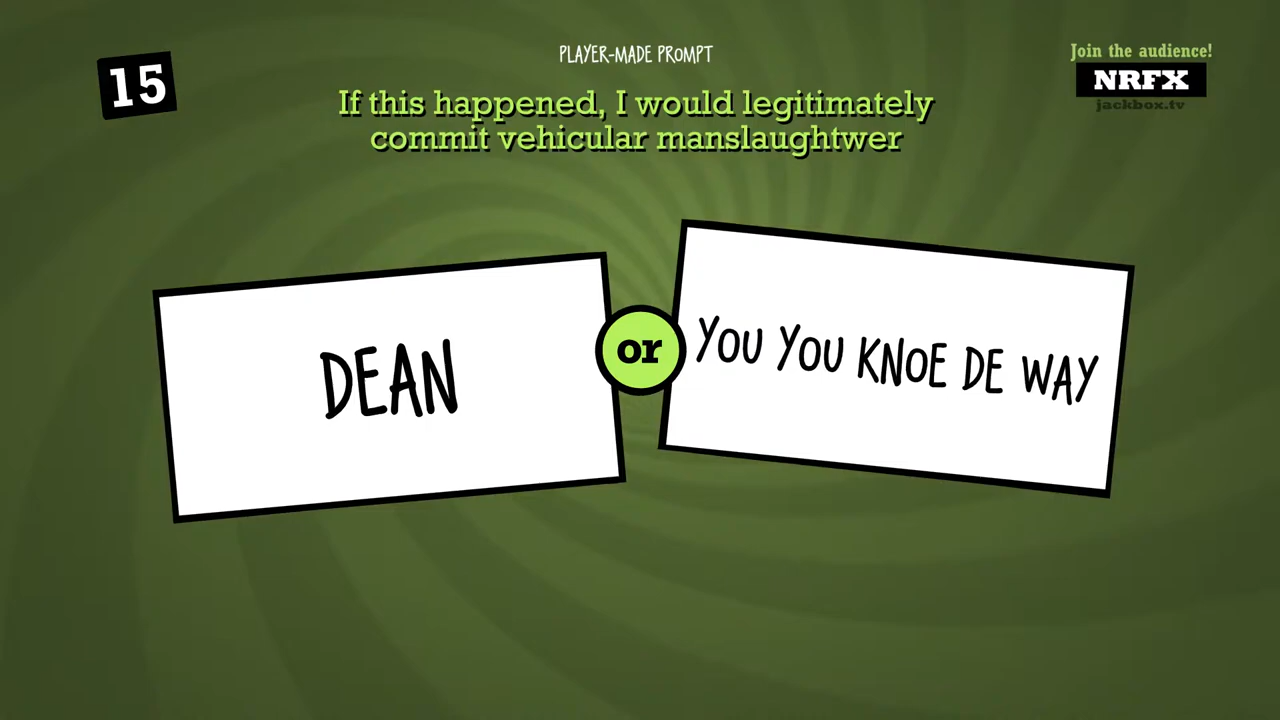 15
PLAYER-MADE PROMPT
If this happened, I would legitimately
commit vehicular manslaughtwer
Join the audience!
NRFX
jackbox.tv
DEAN
or
YOU YOU KNOE DE WAY